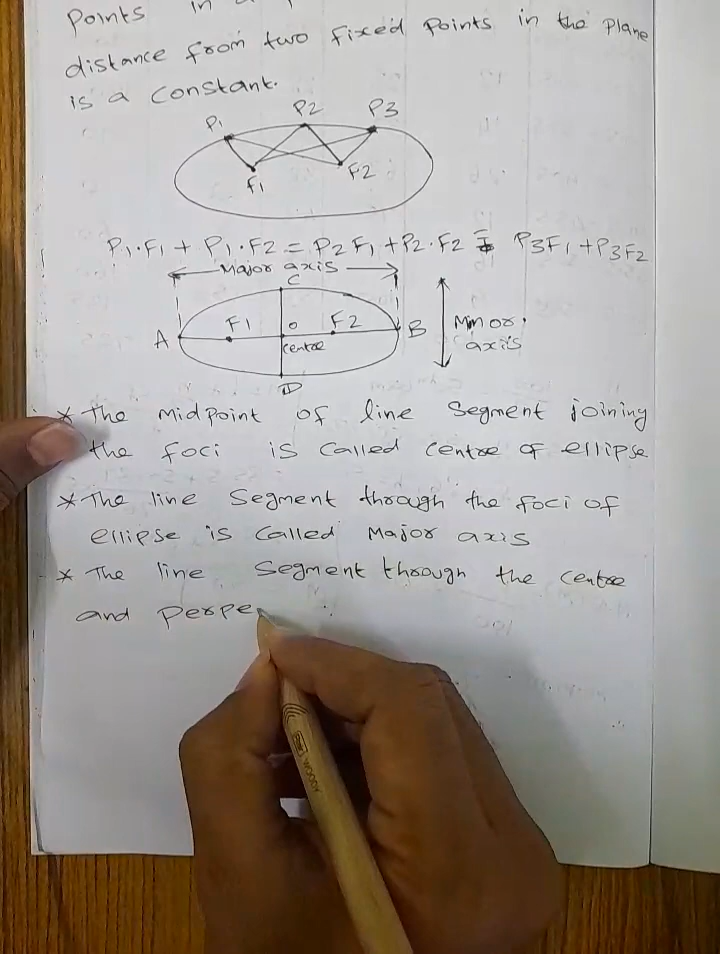 Points in a
distance from two fixed points in the plane
is a constant.
P1 P2 P3
F1 F2
P1.F1 + P1.F2 = P2F1 + P2.F2 = P3F1 + P3F2
Major axis
C
A F1 O F2 B Minor
centre axis
D
* The midpoint of line segment joining
the foci is called centre of ellipse
* The line segment through the foci of
ellipse is called Major axis
* The line segment through the centre
and perpe
WOODY